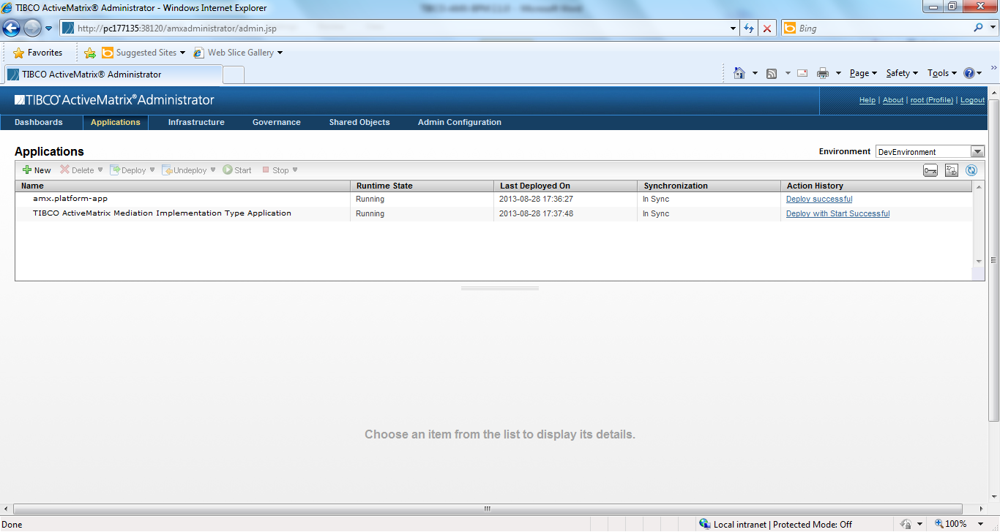 TIBCO ActiveMatrix® Administrator - Windows Internet Explorer
http://pc177135:38120/amxadministrator/admin.jsp
Bing
Favorites Suggested Sites Web Slice Gallery
TIBCO ActiveMatrix® Administrator
Page Safety Tools
TIBCO® ActiveMatrix® Administrator
Help | About | root (Profile) | Logout
Dashboards Applications Infrastructure Governance Shared Objects Admin Configuration
Applications
Environment DevEnvironment
New Delete Deploy Undeploy Start Stop
Name Runtime State Last Deployed On Synchronization Action History
amx.platform-app Running 2013-08-28 17:36:27 In Sync Deploy successful
TIBCO ActiveMatrix Mediation Implementation Type Application Running 2013-08-28 17:37:48 In Sync Deploy with Start Successful
Choose an item from the list to display its details.
Done
Local intranet | Protected Mode: Off
100%